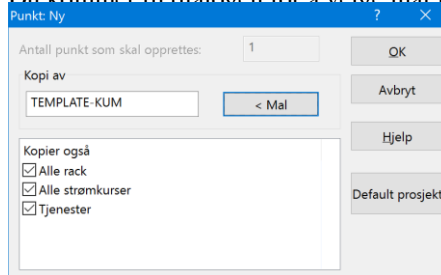 Punkt: Ny ? ×
Antall punkt som skal opprettes: 1
OK
Kopi av
Avbryt
TEMPLATE-KUM < Mal
Hjelp
Kopier også
Alle rack
Alle strømkurser
Default prosjekt
Tjenester